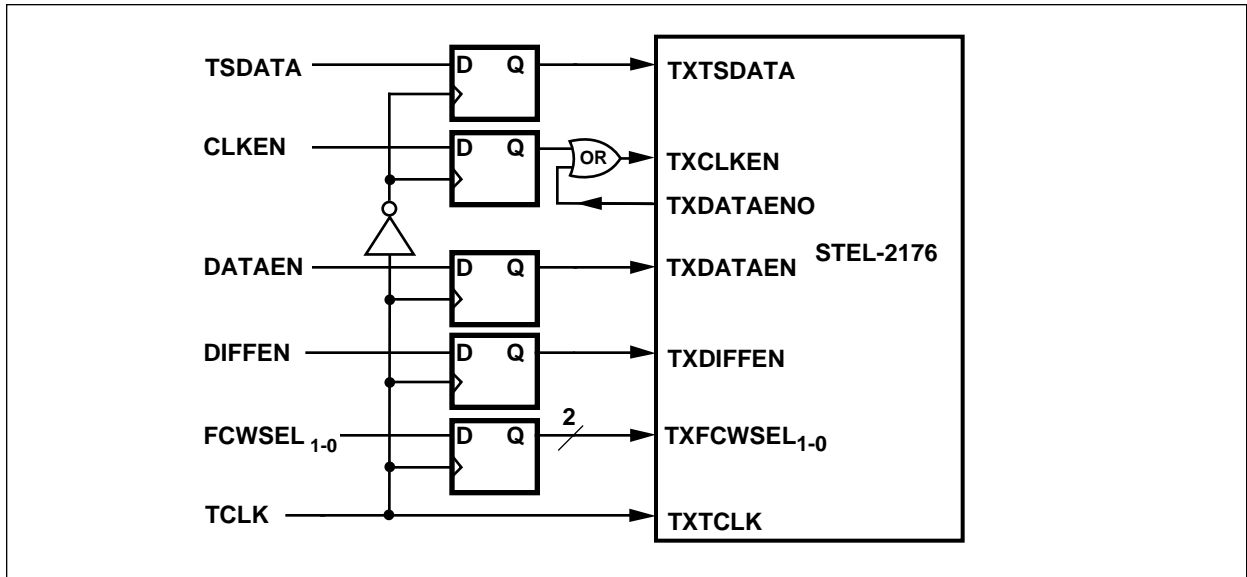 TSDATA D Q TXTSDATA
CLKEN D Q OR TXCLKEN
TXDATAENO
STEL-2176
DATAEN D Q TXDATAEN
DIFFEN D Q TXDIFFEN
FCWSEL 1-0 D Q 2 TXFCWSEL1-0
TCLK TXTCLK